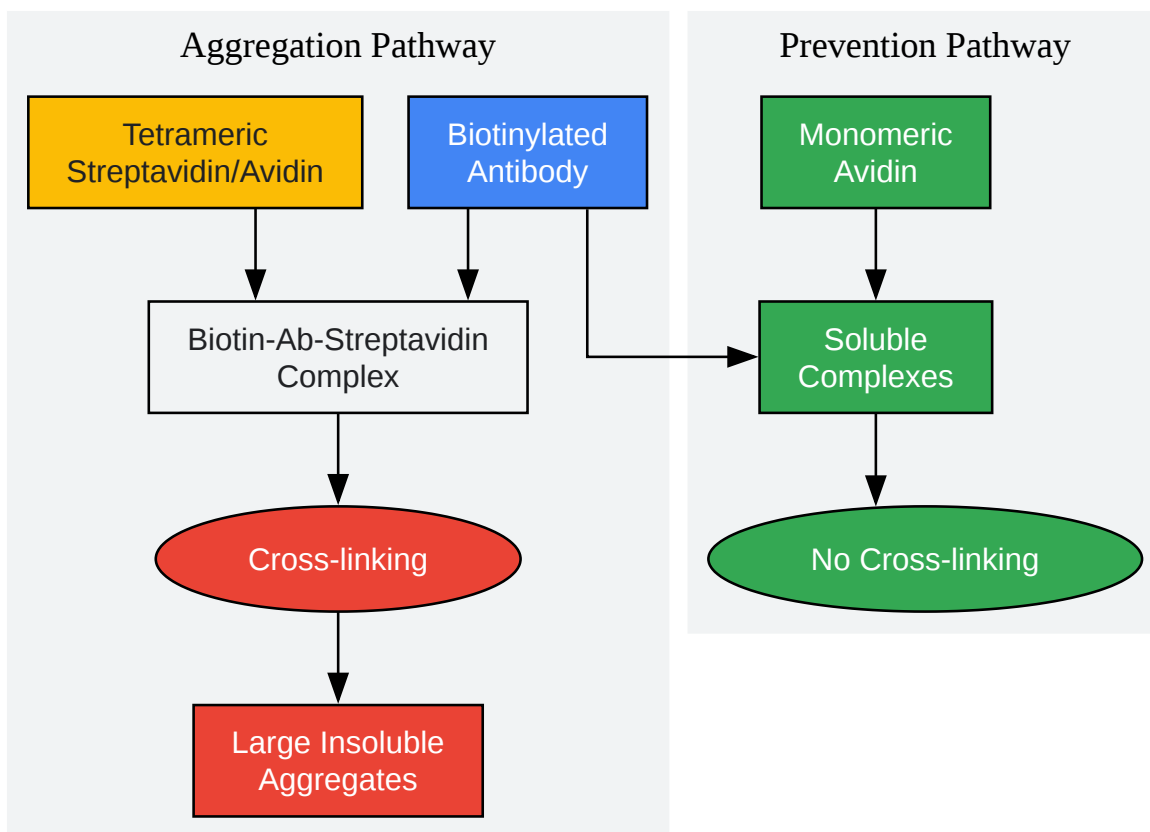 Aggregation Pathway
Prevention Pathway
Tetrameric
Streptavidin/Avidin
Biotinylated
Antibody
Monomeric
Avidin
Biotin-Ab-Streptavidin
Complex
Soluble
Complexes
Cross-linking
No Cross-linking
Large Insoluble
Aggregates